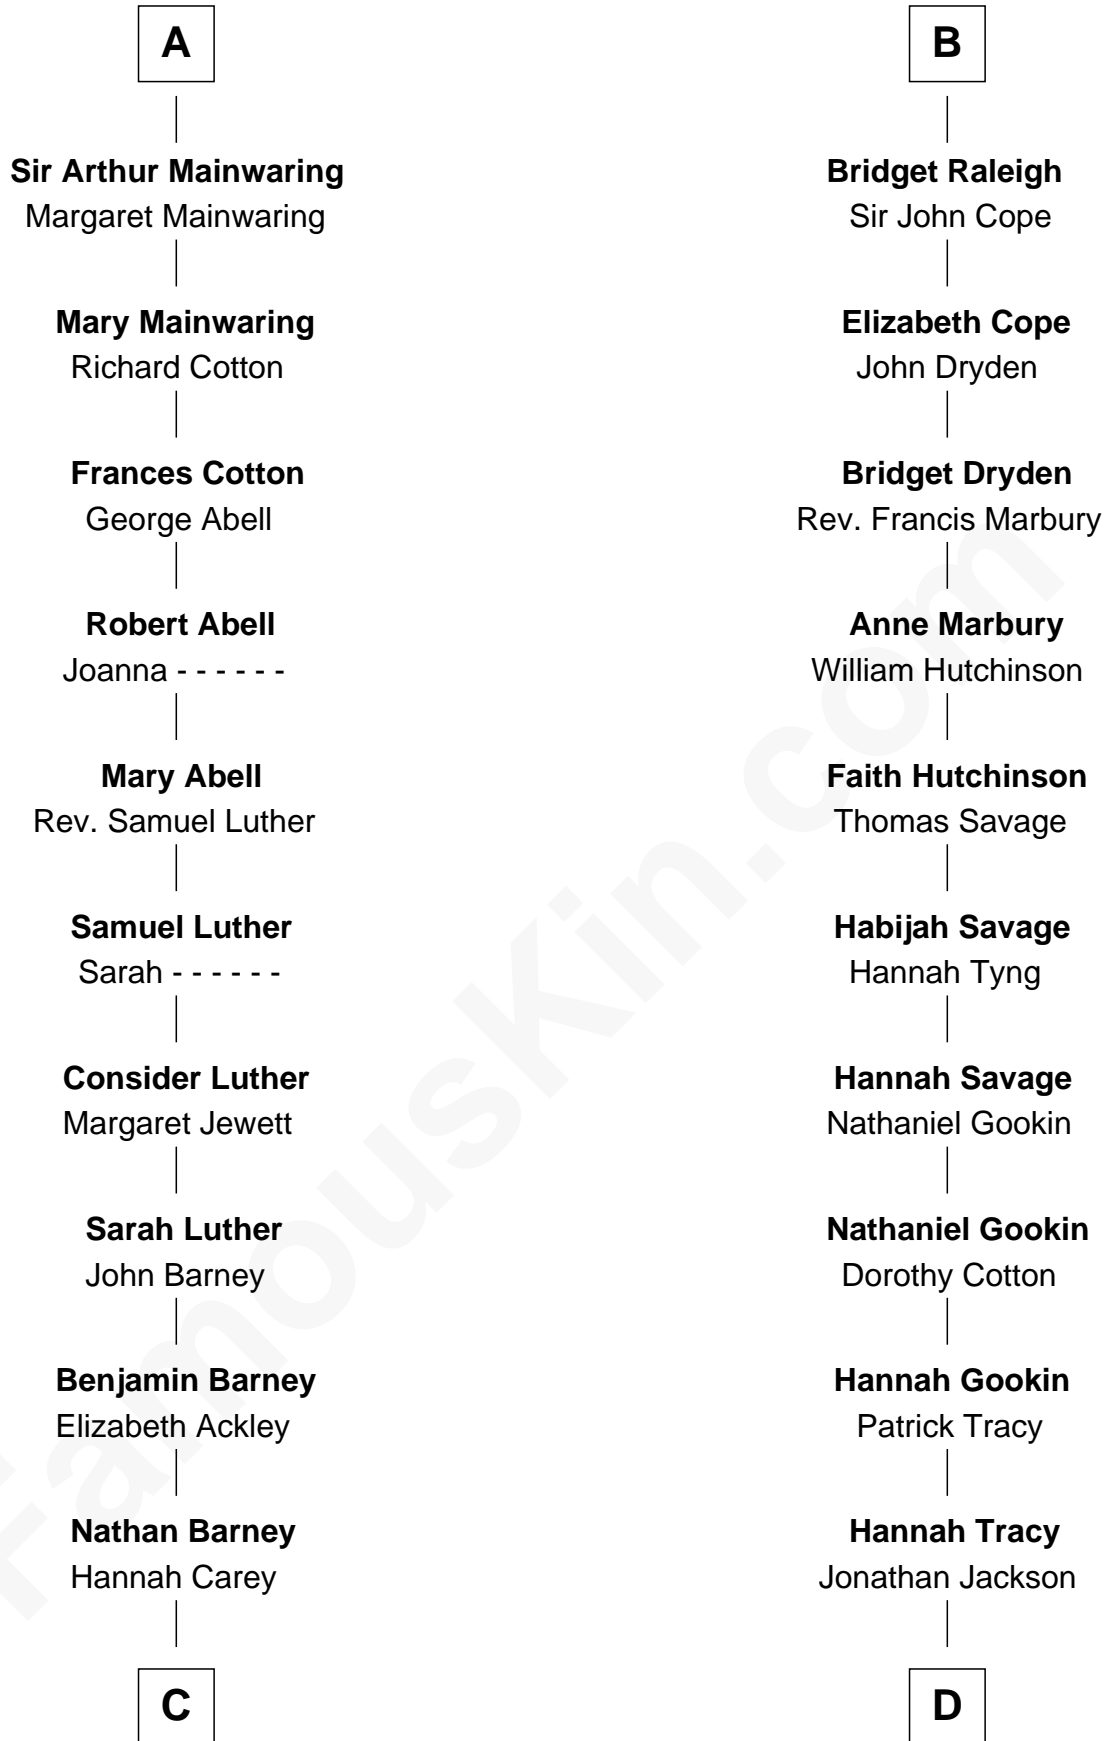 A
Sir Arthur Mainwaring
Margaret Mainwaring
Mary Mainwaring
Richard Cotton
Frances Cotton
George Abell
Robert Abell
Joanna - - - - - -
Mary Abell
Rev. Samuel Luther
Samuel Luther
Sarah - - - - - -
Consider Luther
Margaret Jewett
Sarah Luther
John Barney
Benjamin Barney
Elizabeth Ackley
Nathan Barney
Hannah Carey
C
B
Bridget Raleigh
Sir John Cope
Elizabeth Cope
John Dryden
Bridget Dryden
Rev. Francis Marbury
Anne Marbury
William Hutchinson
Faith Hutchinson
Thomas Savage
Habijah Savage
Hannah Tyng
Hannah Savage
Nathaniel Gookin
Nathaniel Gookin
Dorothy Cotton
Hannah Gookin
Patrick Tracy
Hannah Tracy
Jonathan Jackson
D
FamousKin.com